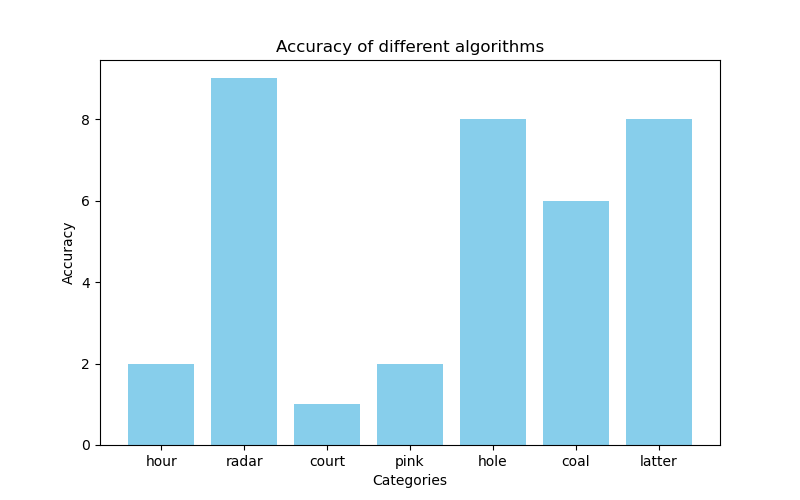 Accuracy of different algorithms
Accuracy
8
6
4
2
0
hour radar court pink hole coal latter
Categories